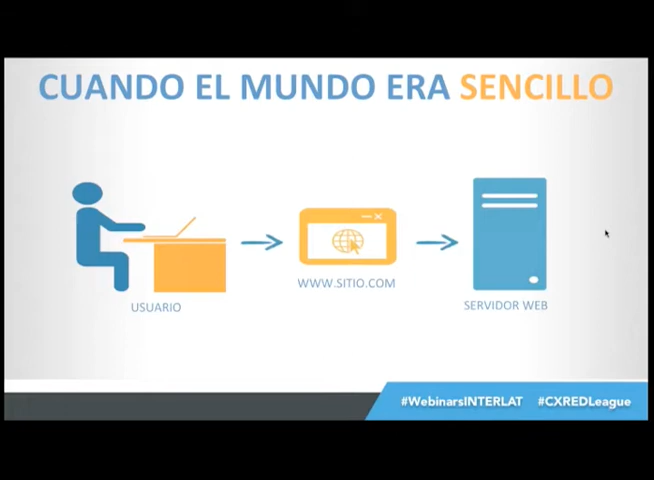 CUANDO EL MUNDO ERA SENCILLO
WWW.SITIO.COM
USUARIO
SERVIDOR WEB
#WebinarsINTERLAT #CXREDLeague